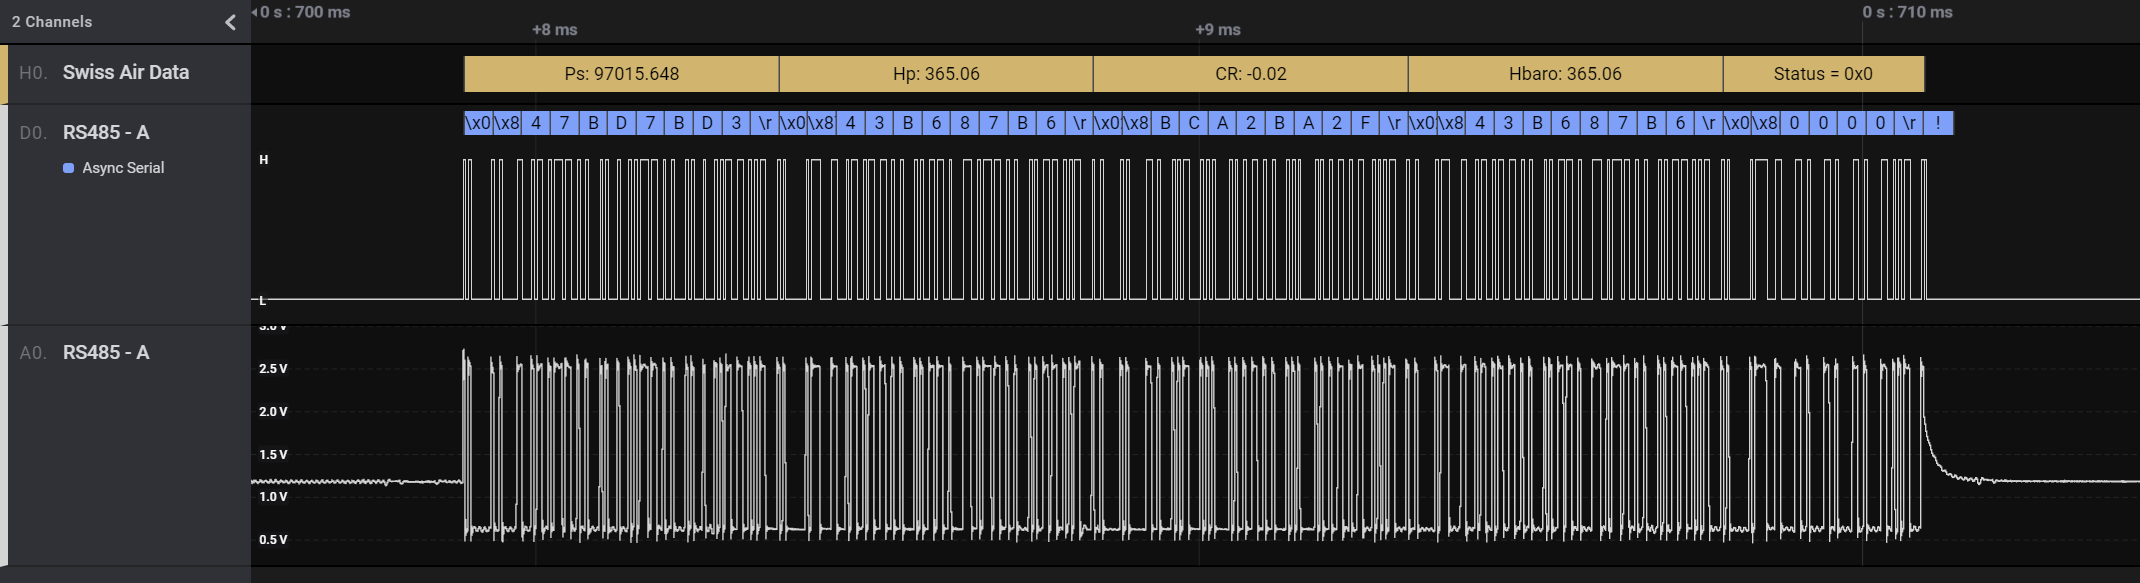 2 Channels
0 s : 700 ms
0 s : 710 ms
+8 ms
+9 ms
H0. Swiss Air Data
Ps: 97015.648
Hp: 365.06
CR: -0.02
Hbaro: 365.06
Status = 0x0
D0. RS485 - A
Async Serial
\x0 \x8 4 7 B D 7 B D 3 \r \x0 \x8 4 3 B 6 8 7 B 6 \r \x0 \x8 B C A 2 B A 2 F \r \x0 \x8 4 3 B 6 8 7 B 6 \r \x0 \x8 0 0 0 0 \r !
H
L
A0. RS485 - A
3.0 V
2.5 V
2.0 V
1.5 V
1.0 V
0.5 V